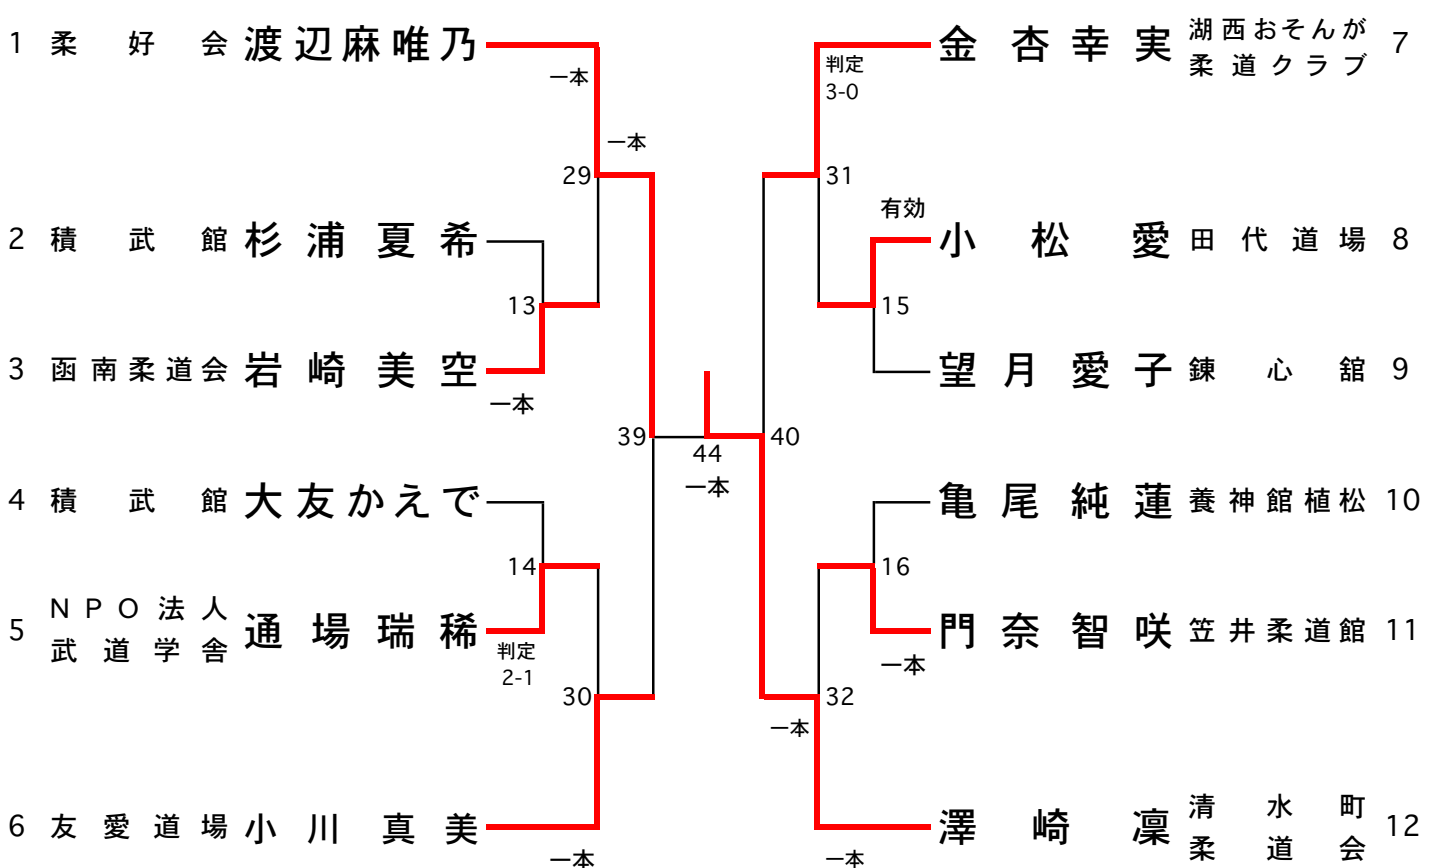 1 柔好会 渡辺麻唯乃
一本
2 積武館 杉浦夏希
3 函南柔道会 岩崎美空
一本
4 積武館 大友かえで
5 NPO法人
武道学舎 通場瑞稀
判定
2-1
6 友愛道場 小川真美
一本
29
一本
13
14
30
39
44
一本
40
金杏幸実 湖西おそんが
柔道クラブ 7
判定
3-0
31
有効
小松愛 田代道場 8
15
望月愛子 錬心舘 9
亀尾純蓮 養神館植松 10
16
門奈智咲 笠井柔道館 11
一本
32
一本
澤崎凜 清水町
柔道会 12
一本